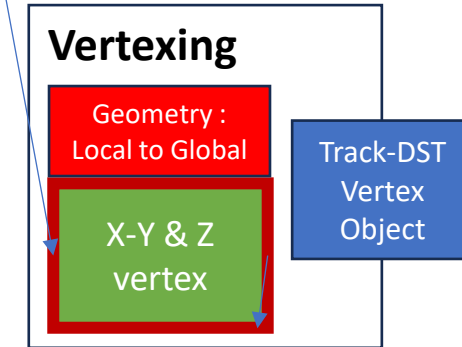 Vertexing
Geometry :
Local to Global
X-Y & Z
vertex
Track-DST
Vertex
Object